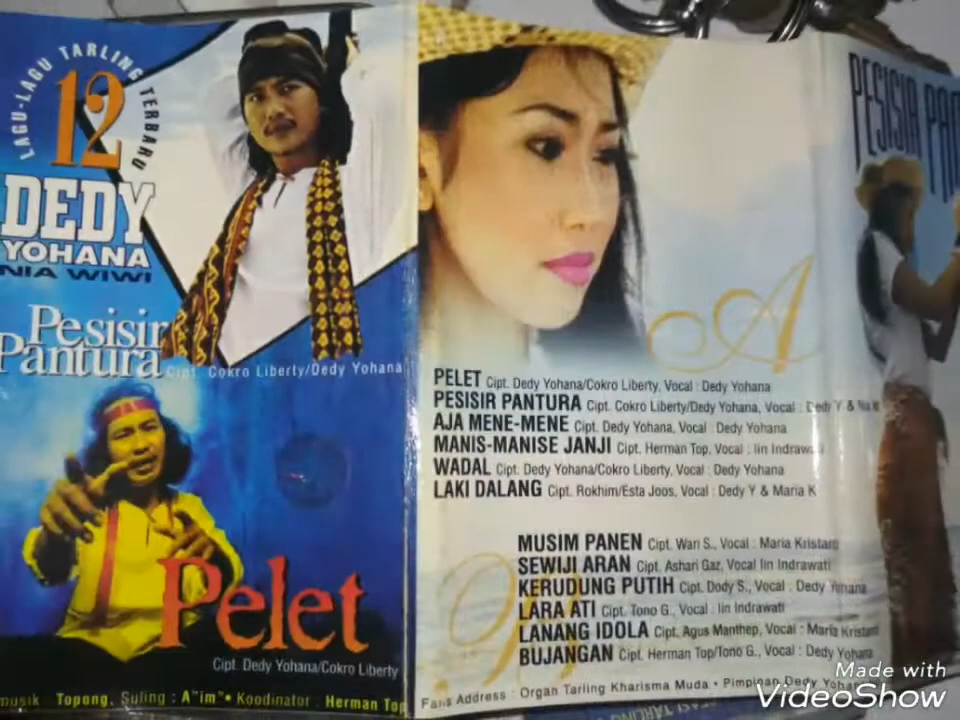 LAGU-LAGU TARLING TERBARU
12
DEDY
YOHANA
NIA WIWI
Pesisir
Pantura
Cipt. Cokro Liberty/Dedy Yohana
Pelet
Cipt. Dedy Yohana/Cokro Liberty
musik Topong, Suling : A"im" • Koodinator : Herman Top
A
PELET Cipt. Dedy Yohana/Cokro Liberty, Vocal : Dedy Yohana
PESISIR PANTURA Cipt. Cokro Liberty/Dedy Yohana, Vocal : Dedy Y & Nia W
AJA MENE-MENE Cipt. Dedy Yohana, Vocal : Dedy Yohana
MANIS-MANISE JANJI Cipt. Herman Top, Vocal : Iin Indrawa
WADAL Cipt. Dedy Yohana/Cokro Liberty, Vocal : Dedy Yohana
LAKI DALANG Cipt. Rokhim/Esta Joos, Vocal : Dedy Y & Maria K
MUSIM PANEN Cipt. Wari S., Vocal : Maria Kristanti
SEWIJI ARAN Cipt. Ashari Gaz, Vocal Iin Indrawati
KERUDUNG PUTIH Cipt. Dody S., Vocal : Dedy Yohana
LARA ATI Cipt. Tono G., Vocal : Iin Indrawati
LANANG IDOLA Cipt. Agus Manthep, Vocal : Maria Kristanti
BUJANGAN Cipt. Herman Top/Tono G., Vocal : Dedy Yohana
Fans Address : Organ Tarling Kharisma Muda • Pimpinan Dedy Yohana
PESISIR PAN
Made with
VideoShow